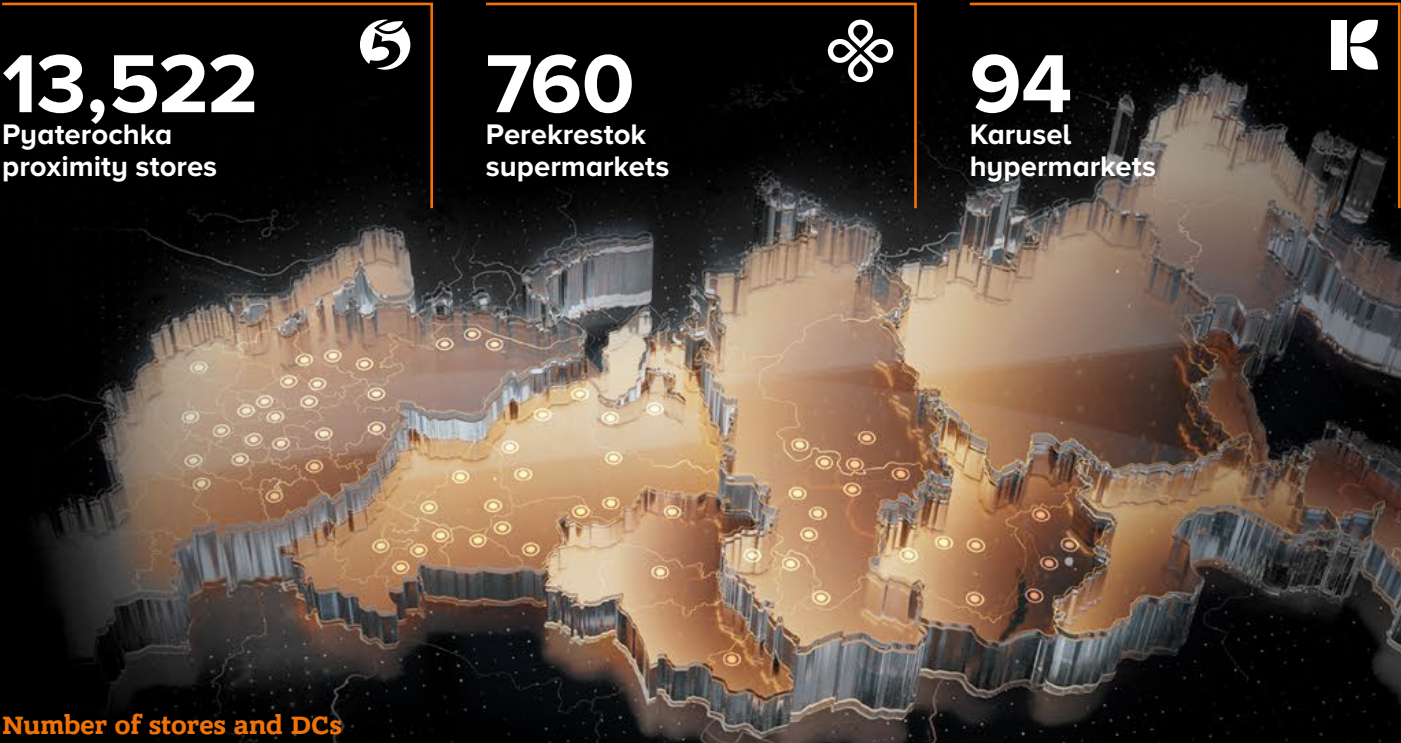 13,522
Pyaterochka
proximity stores
760
Perekrestok
supermarkets
94
Karusel
hypermarkets
Number of stores and DCs